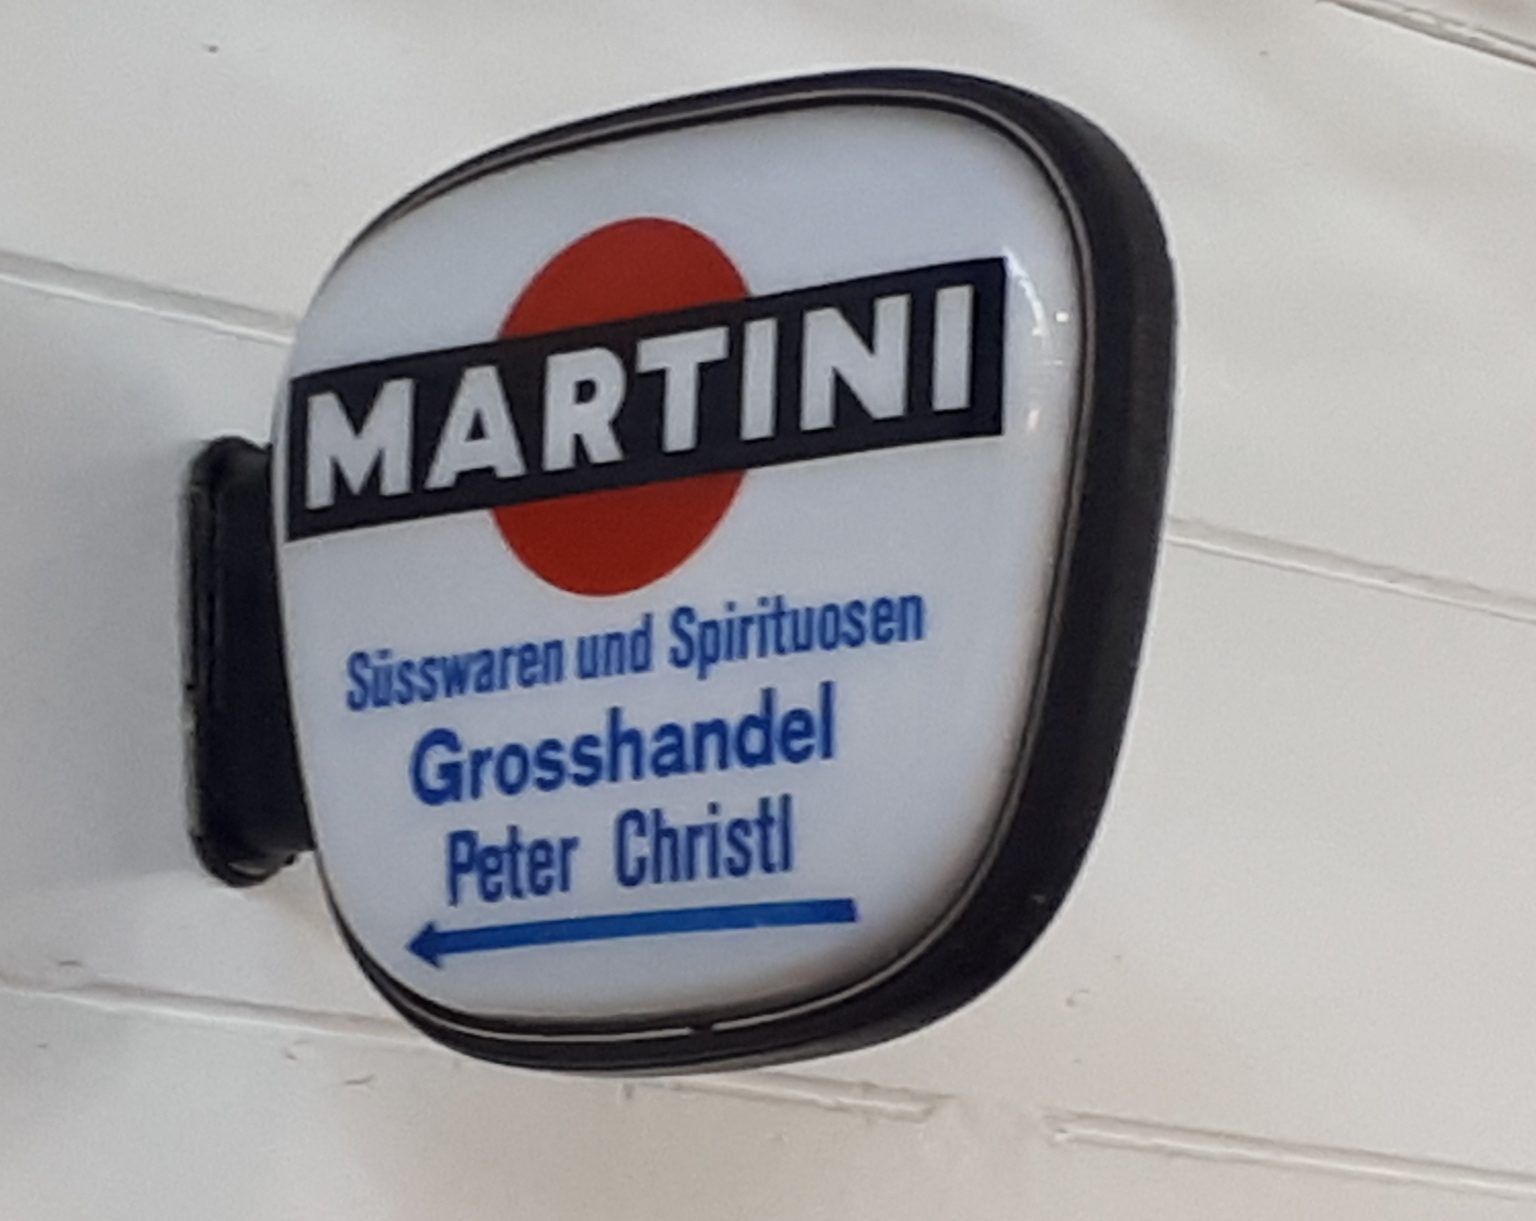 MARTINI
Süsswaren und Spirituosen
Grosshandel
Peter Christl